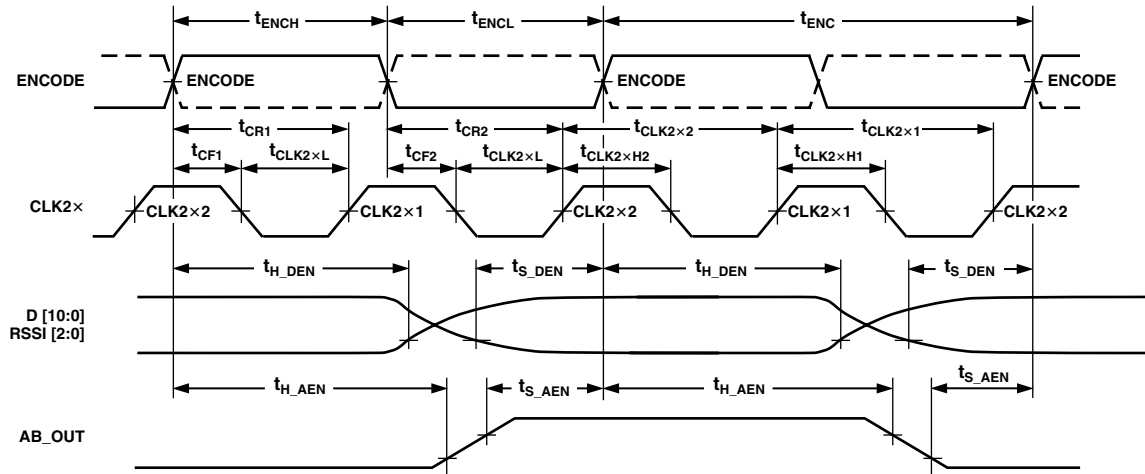 tENCH tENCL tENC
ENCODE ENCODE ENCODE ENCODE
tCR1 tCR2 tCLK2×2 tCLK2×1
tCF1 tCLK2×L tCF2 tCLK2×L tCLK2×H2 tCLK2×H1
CLK2× CLK2×2 CLK2×1 CLK2×2 CLK2×1 CLK2×2
tH_DEN tS_DEN tH_DEN tS_DEN
D [10:0]
RSSI [2:0]
tH_AEN tS_AEN tH_AEN tS_AEN
AB_OUT